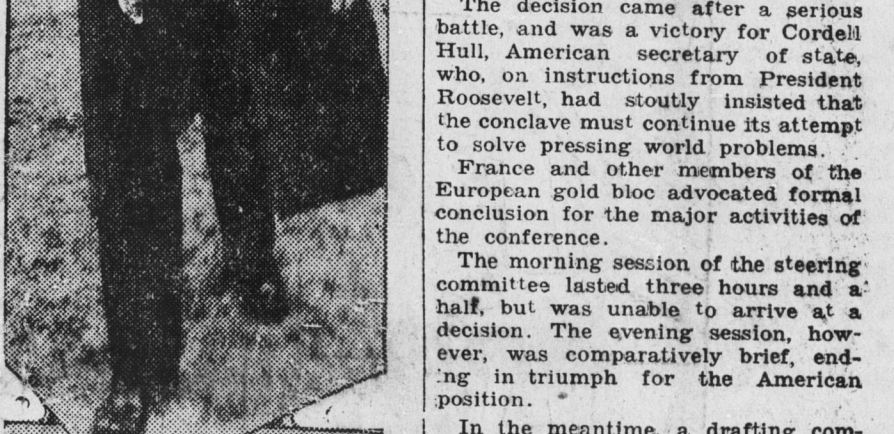 The decision came after a serious
battle, and was a victory for Cordell
Hull, American secretary of state,
who, on instructions from President
Roosevelt, had stoutly insisted that
the conclave must continue its attempt
to solve pressing world problems.
France and other members of the
European gold bloc advocated formal
conclusion for the major activities of
the conference.
The morning session of the steering
committee lasted three hours and a
half, but was unable to arrive at a
decision. The evening session, how-
ever, was comparatively brief, end-
ng in triumph for the American
position.
In the meantime a drafting com-